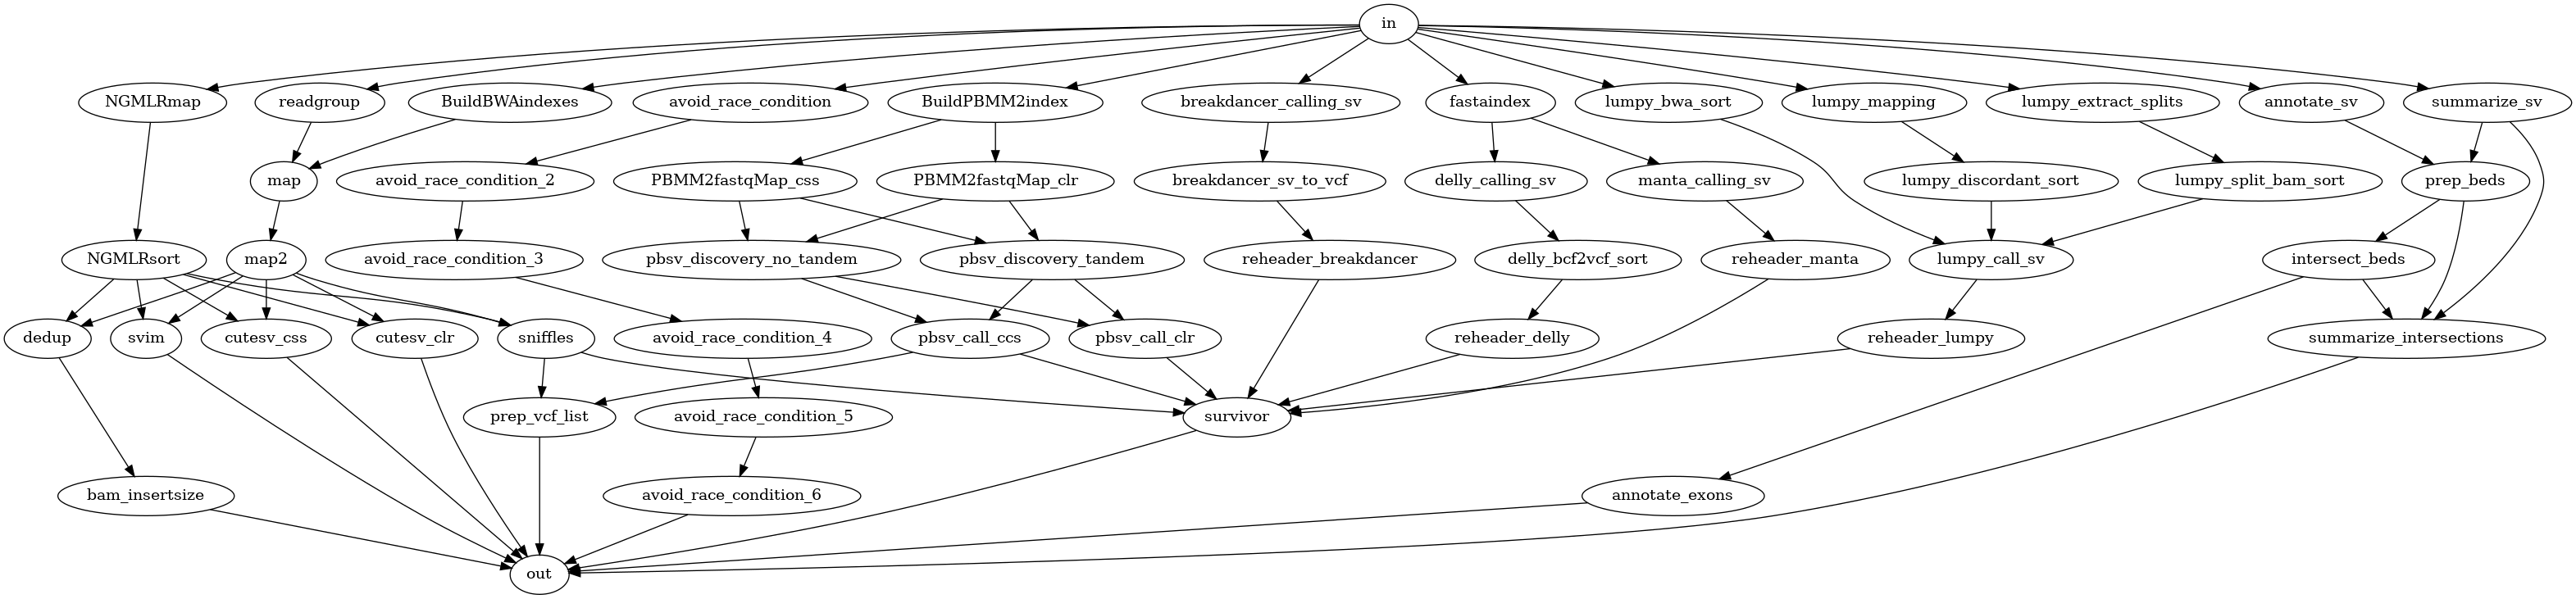 in
NGMLRmap
readgroup
BuildBWAindexes
avoid_race_condition
BuildPBMM2index
breakdancer_calling_sv
fastaindex
lumpy_bwa_sort
lumpy_mapping
lumpy_extract_splits
annotate_sv
summarize_sv
map
avoid_race_condition_2
PBMM2fastqMap_css
PBMM2fastqMap_clr
breakdancer_sv_to_vcf
delly_calling_sv
manta_calling_sv
lumpy_discordant_sort
lumpy_split_bam_sort
prep_beds
NGMLRsort
map2
avoid_race_condition_3
pbsv_discovery_no_tandem
pbsv_discovery_tandem
reheader_breakdancer
delly_bcf2vcf_sort
reheader_manta
lumpy_call_sv
intersect_beds
dedup
svim
cutesv_css
cutesv_clr
sniffles
avoid_race_condition_4
pbsv_call_ccs
pbsv_call_clr
reheader_delly
reheader_lumpy
summarize_intersections
prep_vcf_list
avoid_race_condition_5
survivor
bam_insertsize
avoid_race_condition_6
annotate_exons
out